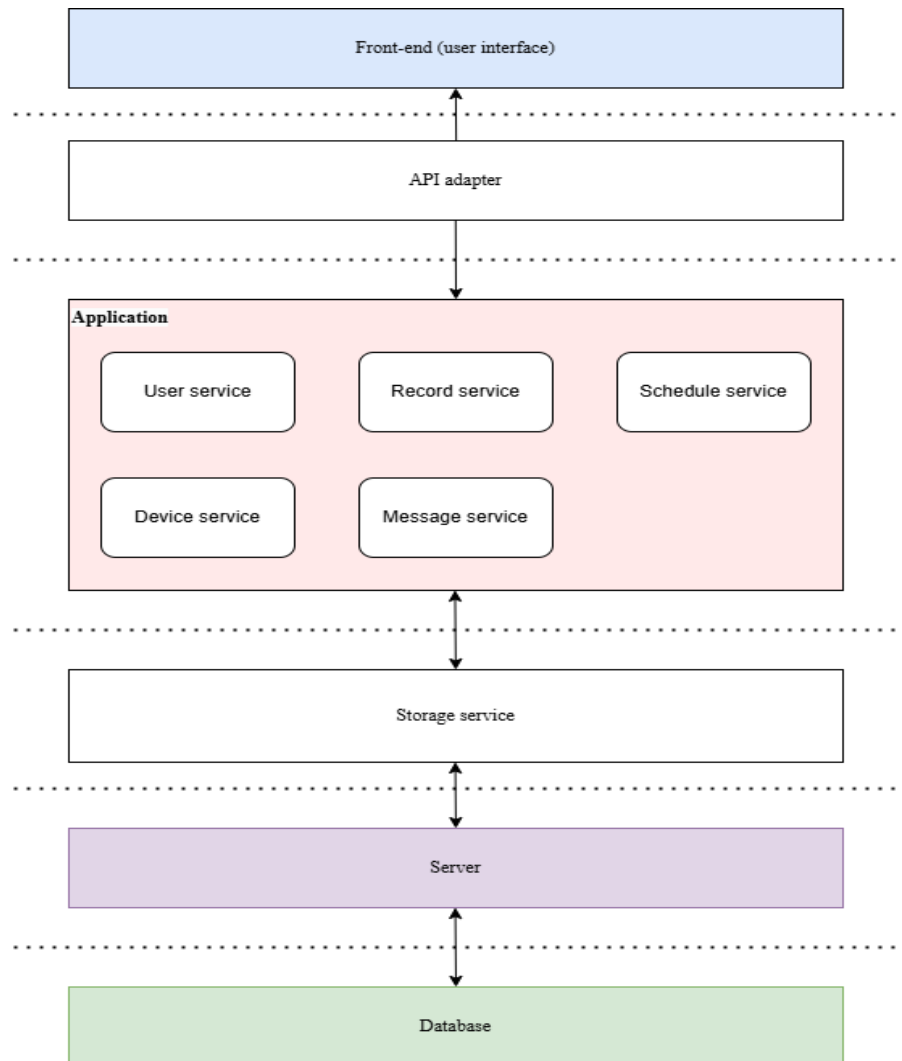 Front-end (user interface)
API adapter
Application
User service
Record service
Schedule service
Device service
Message service
Storage service
Server
Database